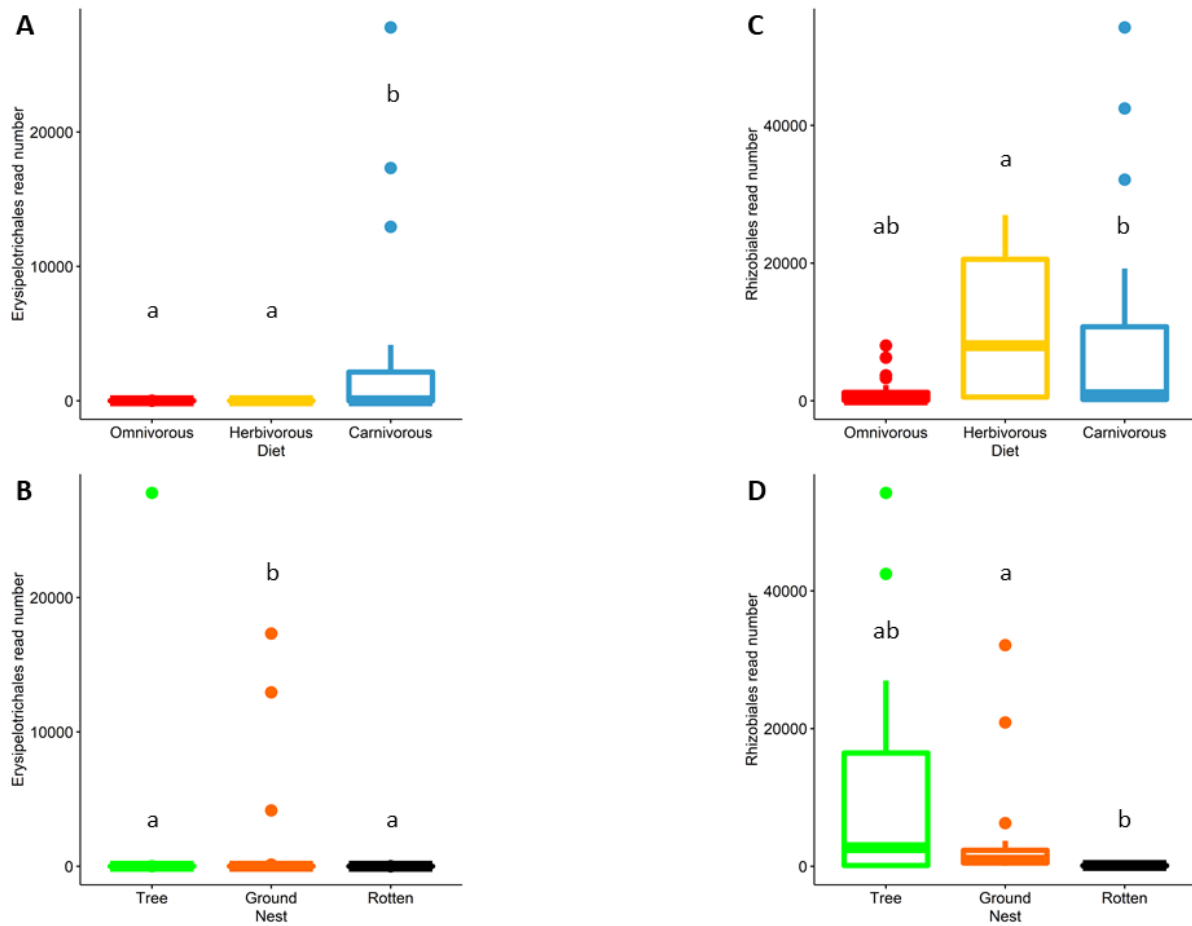 A
Erysipelotrichales read number
20000
10000
0
a
a
b
Omnivorous
Herbivorous
Carnivorous
Diet
C
Rhizobiales read number
40000
20000
0
ab
a
b
Omnivorous
Herbivorous
Carnivorous
Diet
B
Erysipelotrichales read number
20000
10000
0
a
b
a
Tree
Ground
Rotten
Nest
D
Rhizobiales read number
40000
20000
0
ab
a
b
Tree
Ground
Rotten
Nest